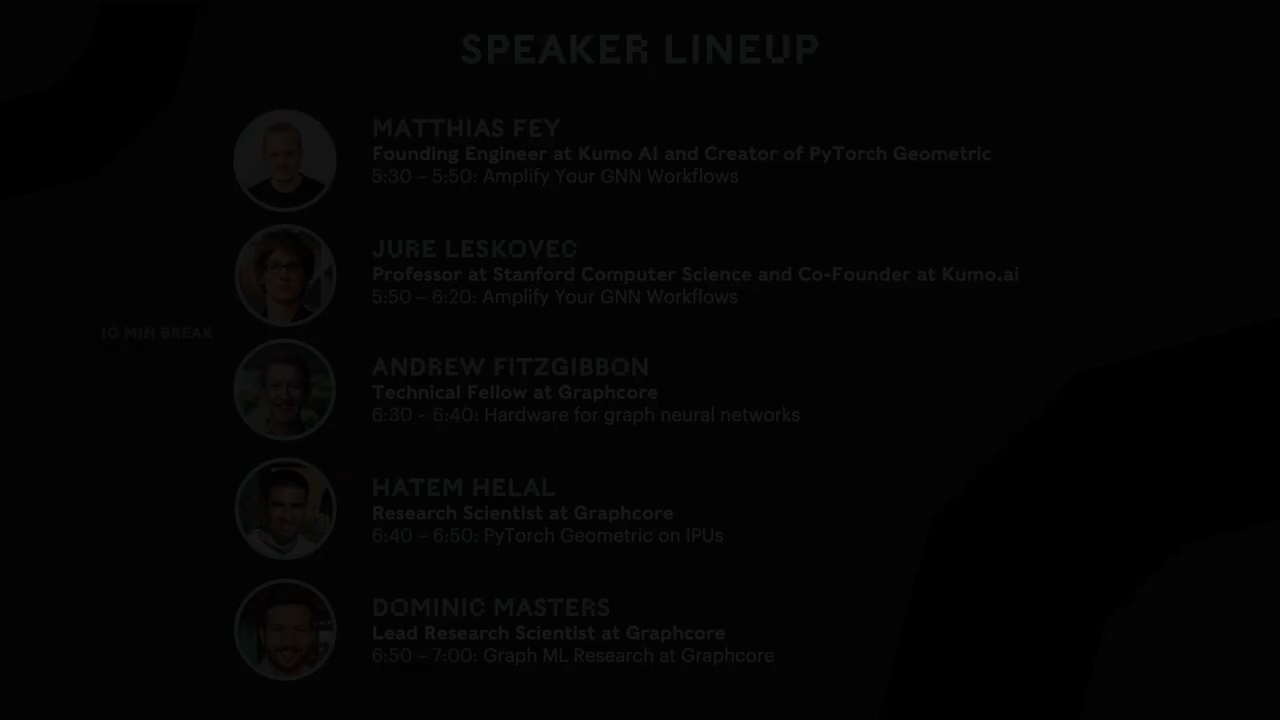 SPEAKER LINEUP
MATTHIAS FEY
Founding Engineer at Kumo AI and Creator of PyTorch Geometric
5:30 – 5:50: Amplify Your GNN Workflows
JURE LESKOVEC
Professor at Stanford Computer Science and Co-Founder at Kumo.ai
5:50 – 6:20: Amplify Your GNN Workflows
10 MIN BREAK
ANDREW FITZGIBBON
Technical Fellow at Graphcore
6:30 – 6:40: Hardware for graph neural networks
HATEM HELAL
Research Scientist at Graphcore
6:40 – 6:50: PyTorch Geometric on IPUs
DOMINIC MASTERS
Lead Research Scientist at Graphcore
6:50 – 7:00: Graph ML Research at Graphcore